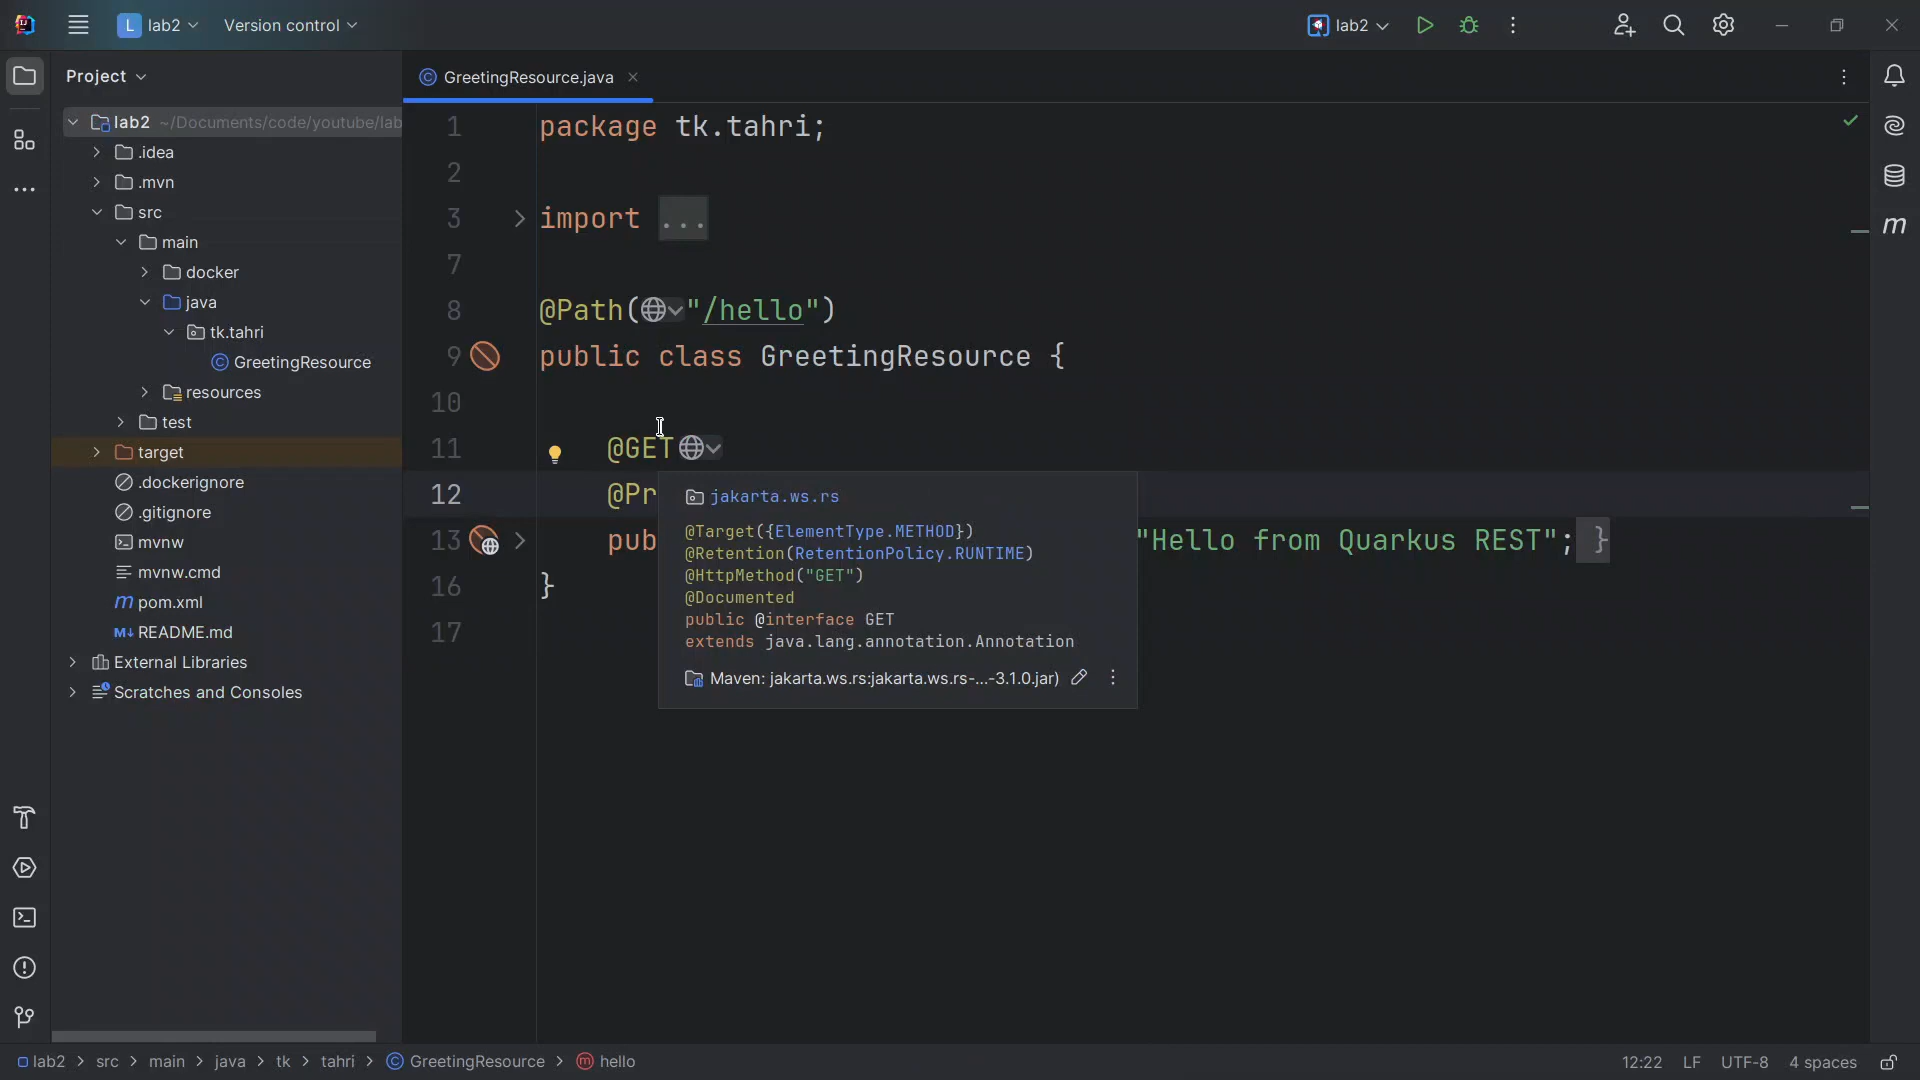 L lab2 Version control lab2
Project
lab2 ~/Documents/code/youtube/lab
.idea
.mvn
src
main
docker
java
tk.tahri
GreetingResource
resources
test
target
.dockerignore
.gitignore
mvnw
mvnw.cmd
m pom.xml
M↓ README.md
External Libraries
Scratches and Consoles
GreetingResource.java
1 package tk.tahri;
2
3 import ...
7
8 @Path("/hello")
9 public class GreetingResource {
10
11 @GET
12 @Pr
13 pub "Hello from Quarkus REST"; }
16 }
17
jakarta.ws.rs
@Target({ElementType.METHOD})
@Retention(RetentionPolicy.RUNTIME)
@HttpMethod("GET")
@Documented
public @interface GET
extends java.lang.annotation.Annotation
Maven: jakarta.ws.rs:jakarta.ws.rs-...-3.1.0.jar)
m
lab2 > src > main > java > tk > tahri > GreetingResource > hello
12:22 LF UTF-8 4 spaces